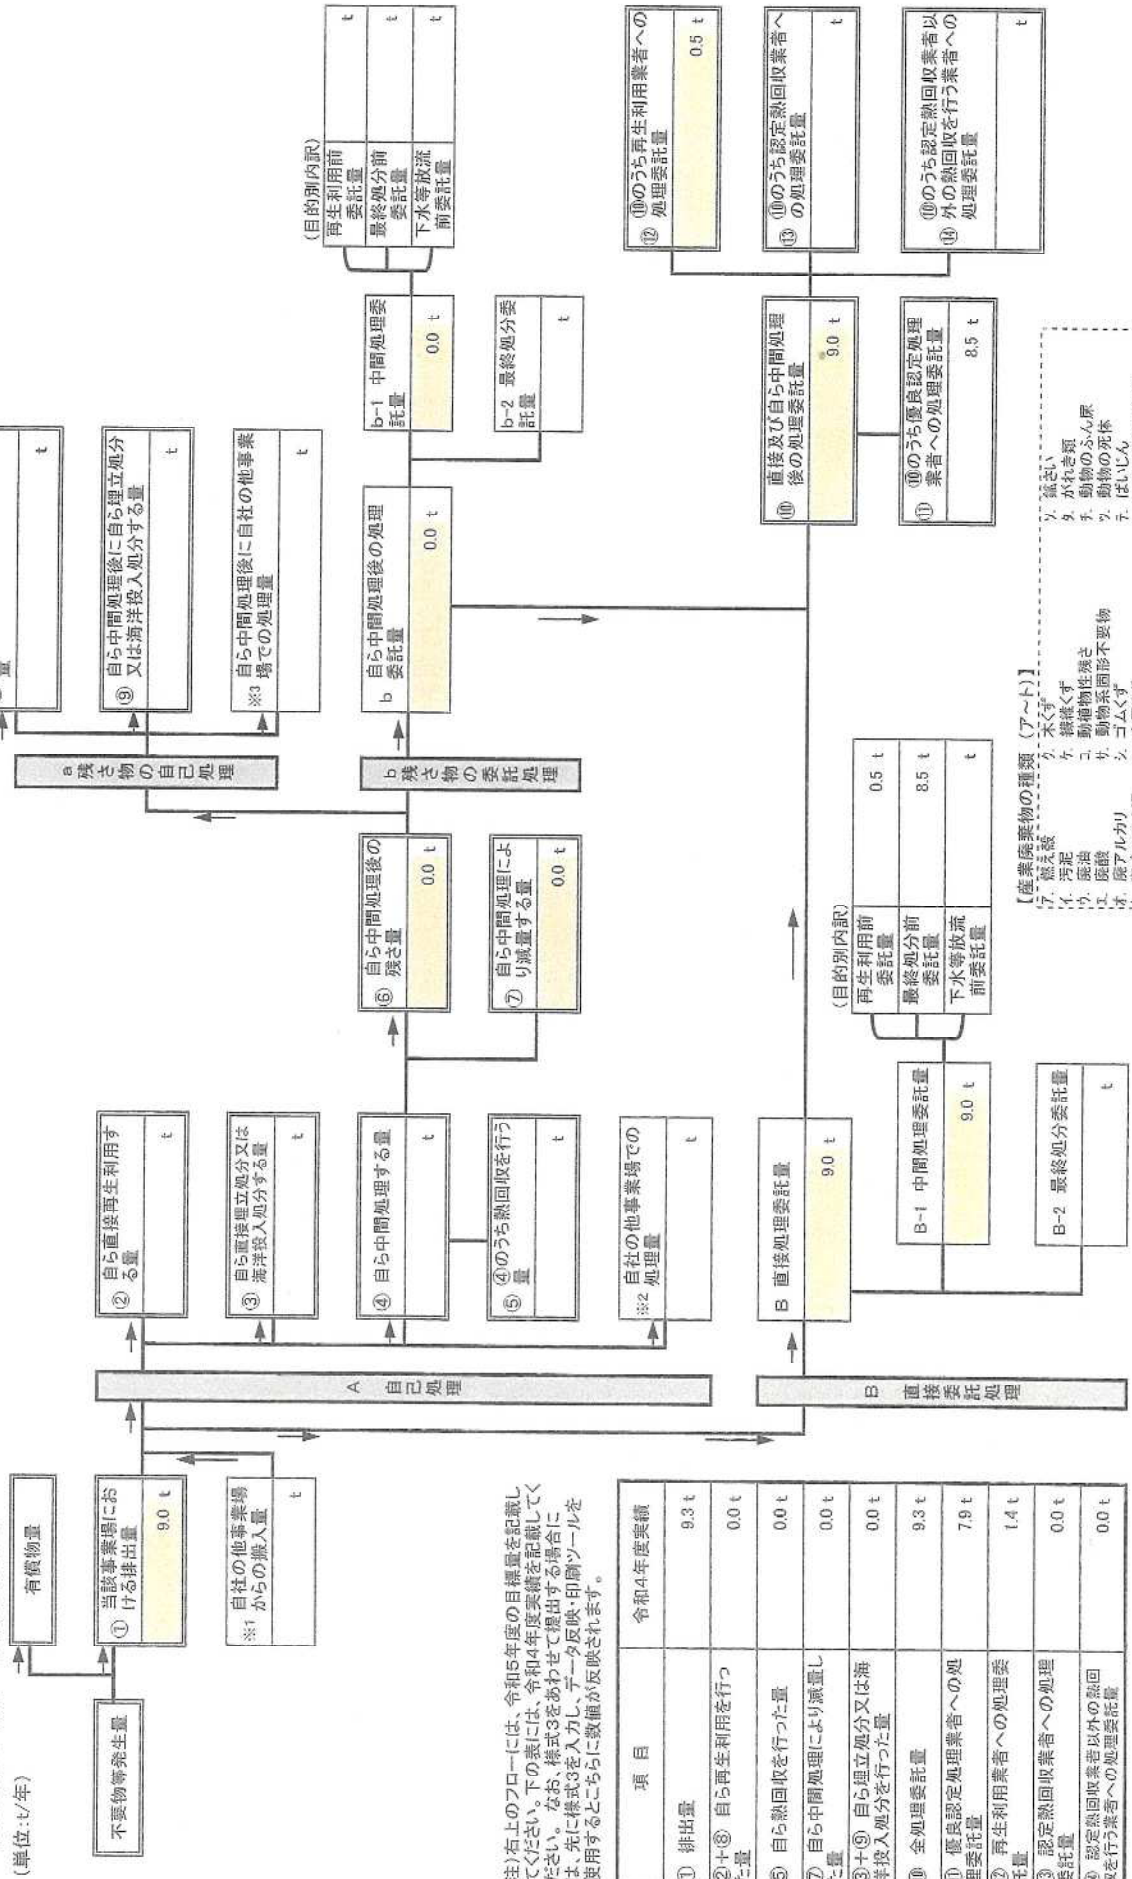 (単位:t/年)
不要物等発生量
有償物量
① 当該事業場にお
ける排出量
9.0 t
※1 自社の他事業場
からの搬入量
t
A 自己処理
② 自ら直接再生利用す
る量
t
③ 自ら直接埋立処分又は
海洋投入処分する量
t
④ 自ら中間処理する量
t
⑤ ④のうち熱回収を行う
量
t
※2 自社の他事業場での
処理量
t
⑥ 自ら中間処理後の
残さ量
0.0 t
⑦ 自ら中間処理によ
り減量する量
0.0 t
a 残さ物の自己処理
量
t
⑨ 自ら中間処理後に自ら埋立処分
又は海洋投入処分する量
t
※3 自ら中間処理後に自社の他事業
場での処理量
t
b 残さ物の委託処理
b 自ら中間処理後の処理
委託量
0.0 t
b-1 中間処理委
託量
0.0 t
b-2 最終処分委
託量
t
(目的別内訳)
再生利用前
委託量
t
最終処分前
委託量
t
下水等放流
前委託量
t
B 直接委託処理
B 直接処理委託量
9.0 t
B-1 中間処理委託量
9.0 t
B-2 最終処分委託量
t
(目的別内訳)
再生利用前
委託量
0.5 t
最終処分前
委託量
8.5 t
下水等放流
前委託量
t
⑩ 直接及び自ら中間処理
後の処理委託量
9.0 t
⑪ ⑩のうち優良認定処理
業者への処理委託量
8.5 t
⑫ ⑩のうち再生利用業者への
処理委託量
0.5 t
⑬ ⑩のうち認定熱回収業者へ
の処理委託量
t
⑭ ⑩のうち認定熱回収業者以
外の熱回収を行う業者への
処理委託量
t
注)右上のフローには、令和5年度の目標量を記載し
てください。下の表には、令和4年度実績を記載してく
ださい。なお、様式3をあわせて提出する場合に
は、先に様式3を入力し、データ反映・印刷ツールを
使用するとこちらに数値が反映されます。
項 目 令和4年度実績
① 排出量 9.3 t
②+⑧ 自ら再生利用を行っ
た量 0.0 t
⑤ 自ら熱回収を行った量 0.0 t
⑦ 自ら中間処理により減量し
た量 0.0 t
③+⑨ 自ら埋立処分又は海
洋投入処分を行った量 0.0 t
⑩ 全処理委託量 9.3 t
⑪ 優良認定処理業者への処
理委託量 7.9 t
⑫ 再生利用業者への処理委
託量 1.4 t
⑬ 認定熱回収業者への処理
委託量 0.0 t
認定熱回収業者以外の熱回
収を行う業者への処理委託量 0.0 t
【産業廃棄物の種類 (ア~ト)】
ア. 燃え殻 ク. 木くず ソ. 鉱さい
イ. 汚泥 ケ. 繊維くず タ. がれき類
ウ. 廃油 コ. 動植物性残さ チ. 動物のふん尿
エ. 廃酸 サ. 動物系固形不要物 ツ. 動物の死体
オ. 廃アルカリ シ. ゴムくず テ. ばいじん